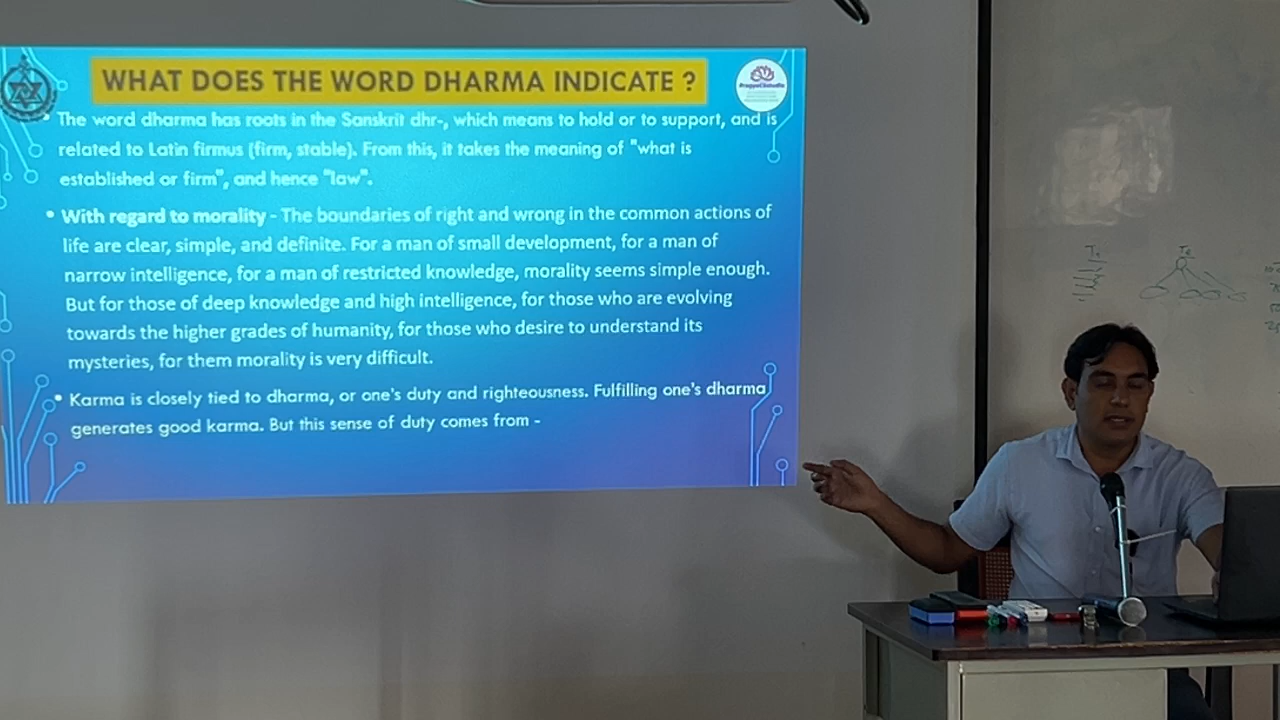 WHAT DOES THE WORD DHARMA INDICATE ?
• The word dharma has roots in the Sanskrit dhr-, which means to hold or to support, and is
related to Latin firmus (firm, stable). From this, it takes the meaning of "what is
established or firm", and hence "law".
• With regard to morality - The boundaries of right and wrong in the common actions of
life are clear, simple, and definite. For a man of small development, for a man of
narrow intelligence, for a man of restricted knowledge, morality seems simple enough.
But for those of deep knowledge and high intelligence, for those who are evolving
towards the higher grades of humanity, for those who desire to understand its
mysteries, for them morality is very difficult.
• Karma is closely tied to dharma, or one's duty and righteousness. Fulfilling one's dharma
generates good karma. But this sense of duty comes from -